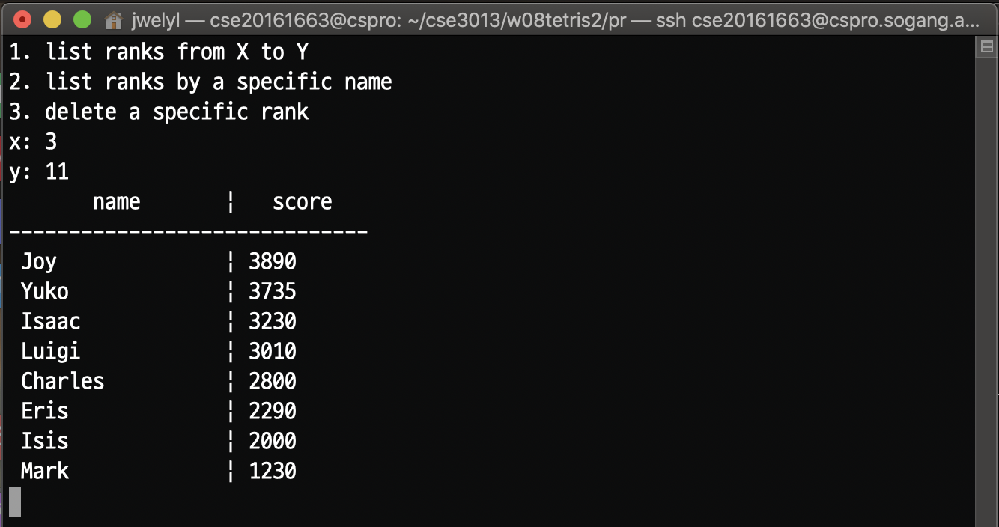 jwelyl — cse20161663@cspro: ~/cse3013/w08tetris2/pr — ssh cse20161663@cspro.sogang.a...
1. list ranks from X to Y
2. list ranks by a specific name
3. delete a specific rank
x: 3
y: 11
name ¦ score
------------------------------
Joy ¦ 3890
Yuko ¦ 3735
Isaac ¦ 3230
Luigi ¦ 3010
Charles ¦ 2800
Eris ¦ 2290
Isis ¦ 2000
Mark ¦ 1230